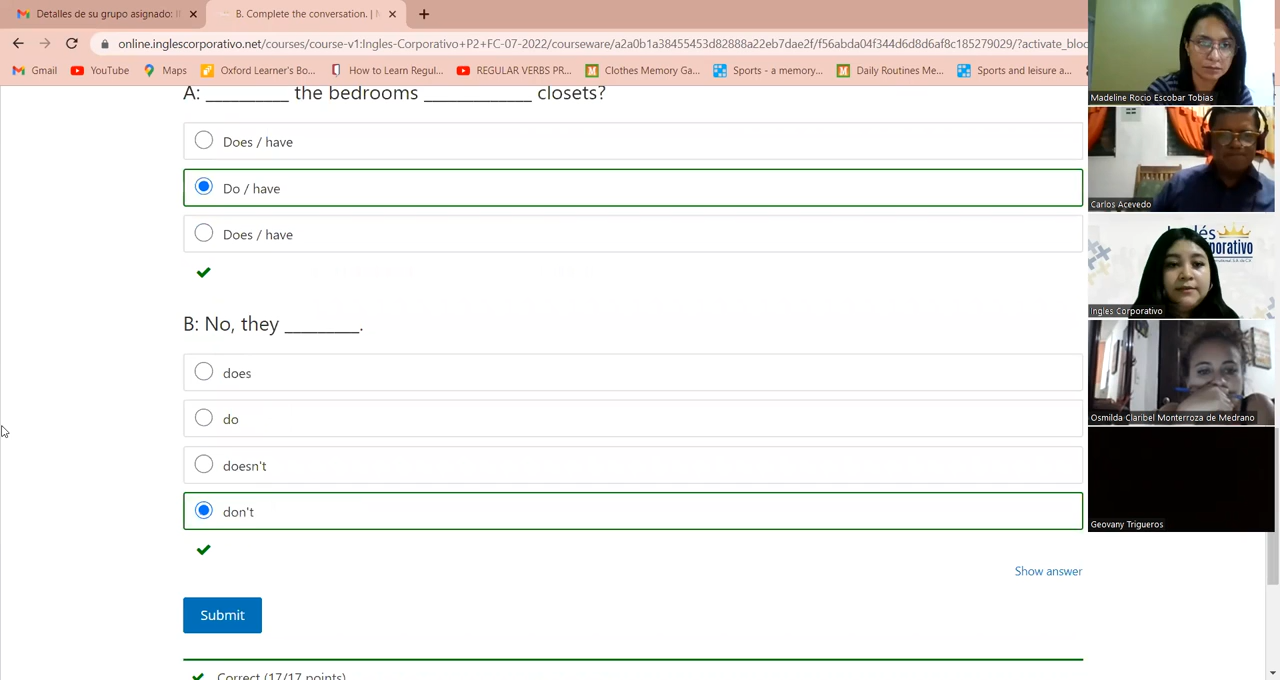 Detalles de su grupo asignado: I
B. Complete the conversation. | N
online.inglescorporativo.net/courses/course-v1:Ingles-Corporativo+P2+FC-07-2022/courseware/a2a0b1a38455453d82888a22eb7dae2f/f56abda04f344d6d8d6af8c185279029/?activate_bloc
Gmail
YouTube
Maps
Oxford Learner's Bo...
How to Learn Regul...
REGULAR VERBS PR...
Clothes Memory Ga...
Sports - a memory...
Daily Routines Me...
Sports and leisure a...
A: __________ the bedrooms _____________ closets?
Does / have
Do / have
Does / have
B: No, they _________.
does
do
doesn't
don't
Show answer
Submit
Correct (17/17 points)
Madeline Rocio Escobar Tobias
Carlos Acevedo
Ingles Corporativo
Osmilda Claribel Monterroza de Medrano
Geovany Trigueros